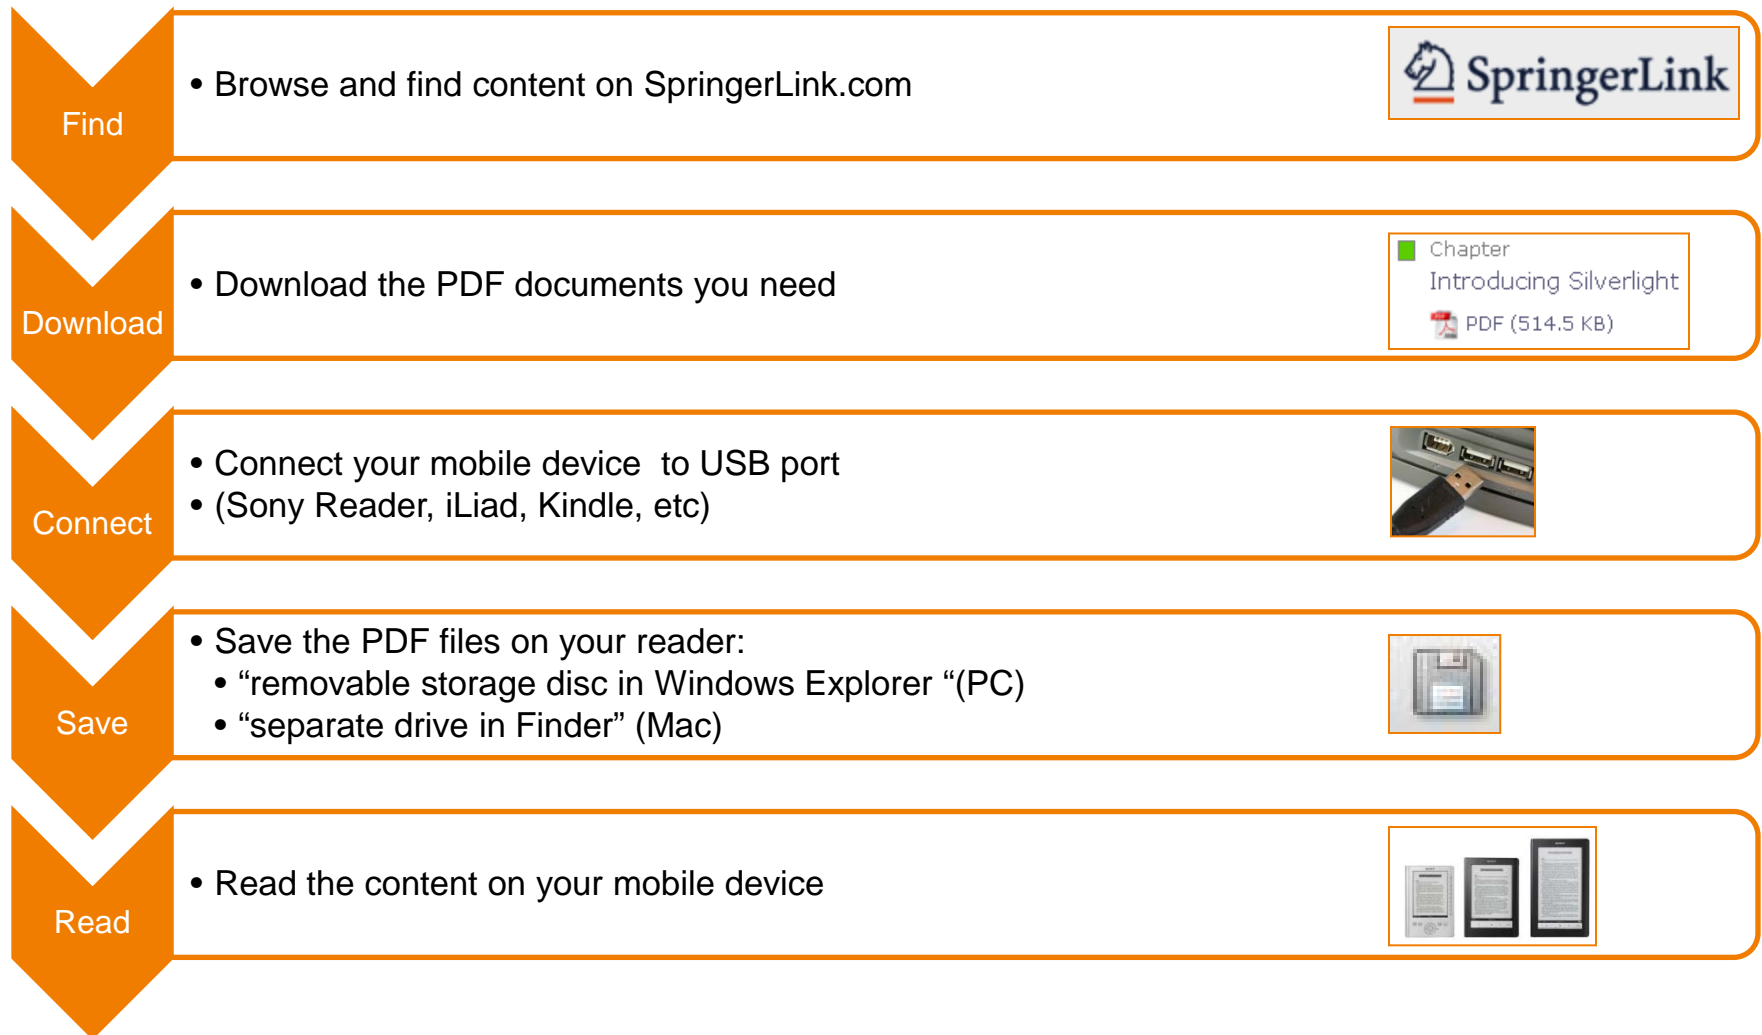 Find
• Browse and find content on SpringerLink.com
SpringerLink
Download
• Download the PDF documents you need
Chapter
Introducing Silverlight
PDF (514.5 KB)
Connect
• Connect your mobile device  to USB port
• (Sony Reader, iLiad, Kindle, etc)
Save
• Save the PDF files on your reader:
• “removable storage disc in Windows Explorer “(PC)
• “separate drive in Finder” (Mac)
Read
• Read the content on your mobile device